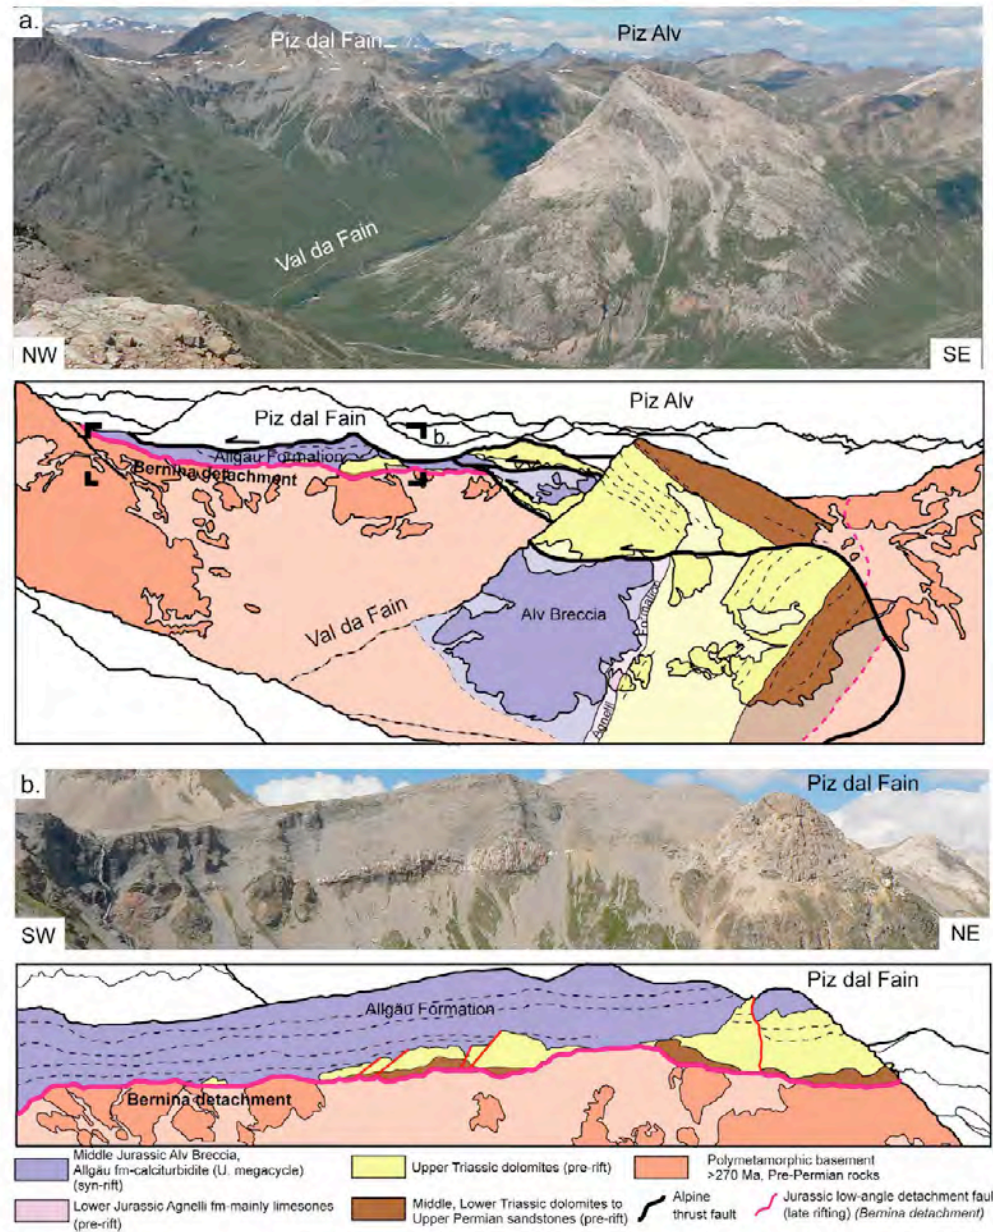 a.
Piz dal Fain
Piz Alv
Val da Fain
NW
SE
Piz dal Fain
Piz Alv
b.
Allgäu Formation
Bernina detachment
Val da Fain
Alv Breccia
Agnelli Formation
b.
Piz dal Fain
SW
NE
Piz dal Fain
Allgäu Formation
Bernina detachment
Middle Jurassic Alv Breccia,
Allgäu fm-calciturbidite (U. megacycle)
(syn-rift)
Upper Triassic dolomites (pre-rift)
Polymetamorphic basement
>270 Ma, Pre-Permian rocks
Lower Jurassic Agnelli fm-mainly limesones
(pre-rift)
Middle, Lower Triassic dolomites to
Upper Permian sandstones (pre-rift)
Alpine
thrust fault
Jurassic low-angle detachment fault
(late rifting) (Bernina detachment)